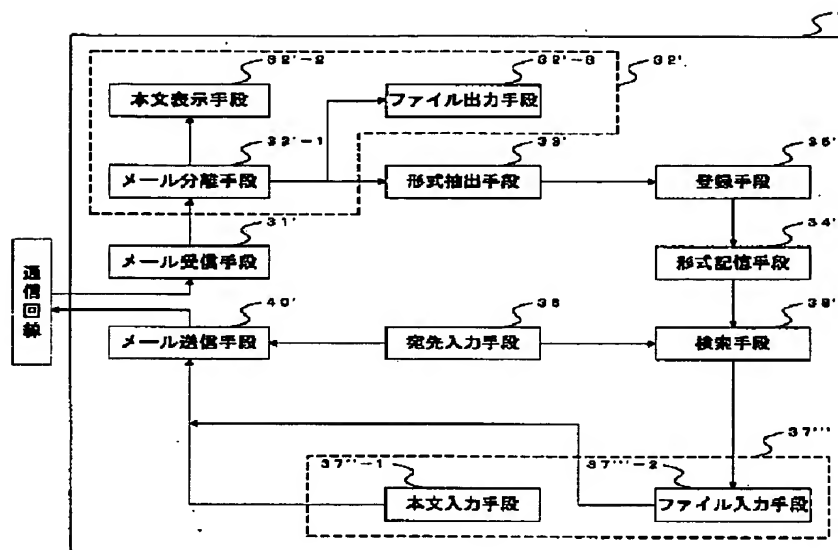 32'-2
32'-3
32'
本文表示手段
ファイル出力手段
32'-1
33'
35'
メール分離手段
形式抽出手段
登録手段
31'
34'
メール受信手段
形式記憶手段
通信回線
40'
36
38'
メール送信手段
宛先入力手段
検索手段
37'''
37''-1
37'''-2
本文入力手段
ファイル入力手段